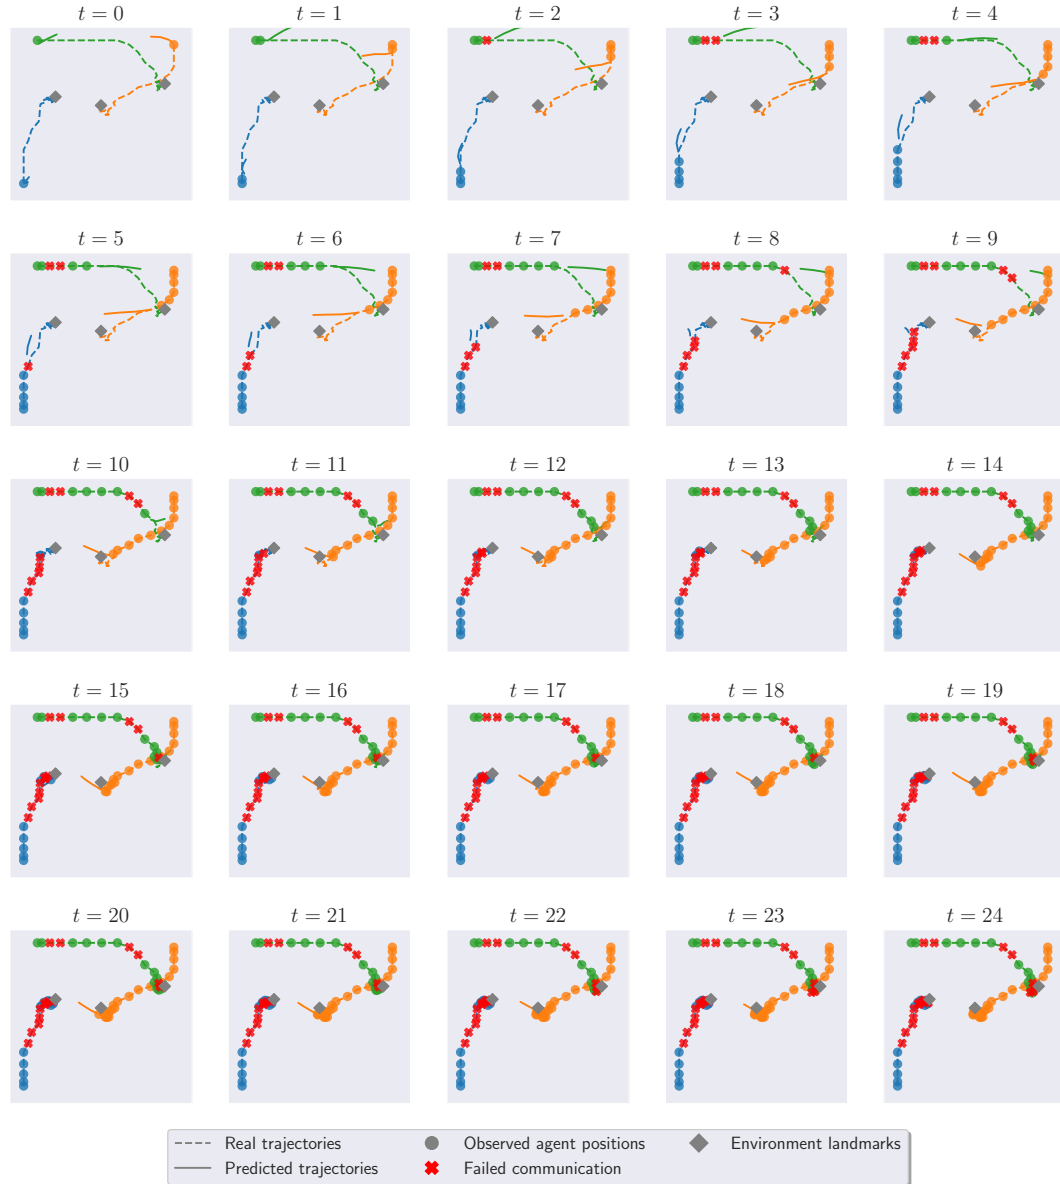 t = 0
t = 1
t = 2
t = 3
t = 4
t = 5
t = 6
t = 7
t = 8
t = 9
t = 10
t = 11
t = 12
t = 13
t = 14
t = 15
t = 16
t = 17
t = 18
t = 19
t = 20
t = 21
t = 22
t = 23
t = 24
Real trajectories
Predicted trajectories
Observed agent positions
Failed communication
Environment landmarks